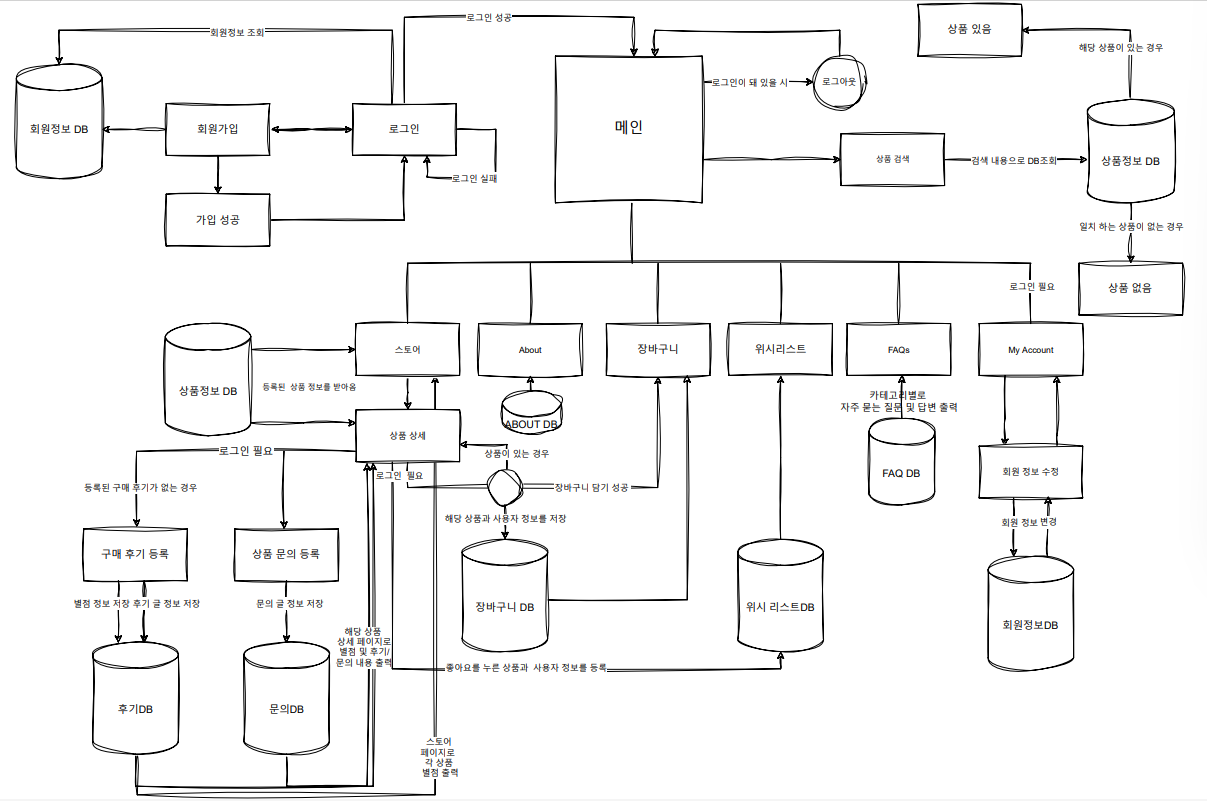 로그인 성공
상품 있음
회원정보 조회
해당 상품이 있는 경우
로그인이 돼 있을 시
로그아웃
회원정보 DB
회원가입
로그인
메인
상품 검색
검색 내용으로 DB조회
상품정보 DB
로그인 실패
가입 성공
일치 하는 상품이 없는 경우
로그인 필요
상품 없음
스토어
About
장바구니
위시리스트
FAQs
My Account
상품정보 DB
등록된 상품 정보를 받아옴
카테고리별로
자주 묻는 질문 및 답변 출력
ABOUT DB
상품 상세
로그인 필요
상품이 있는 경우
로그인 필요
FAQ DB
회원 정보 수정
등록된 구매 후기가 없는 경우
장바구니 담기 성공
해당 상품과 사용자 정보를 저장
회원 정보 변경
구매 후기 등록
상품 문의 등록
별점 정보 저장
후기 글 정보 저장
문의 글 정보 저장
장바구니 DB
위시 리스트DB
회원정보DB
해당 상품
상세 페이지로
별점 및 후기/
문의 내용 출력
좋아요를 누른 상품과 사용자 정보를 등록
후기DB
문의DB
스토어
페이지로
각 상품
별점 출력